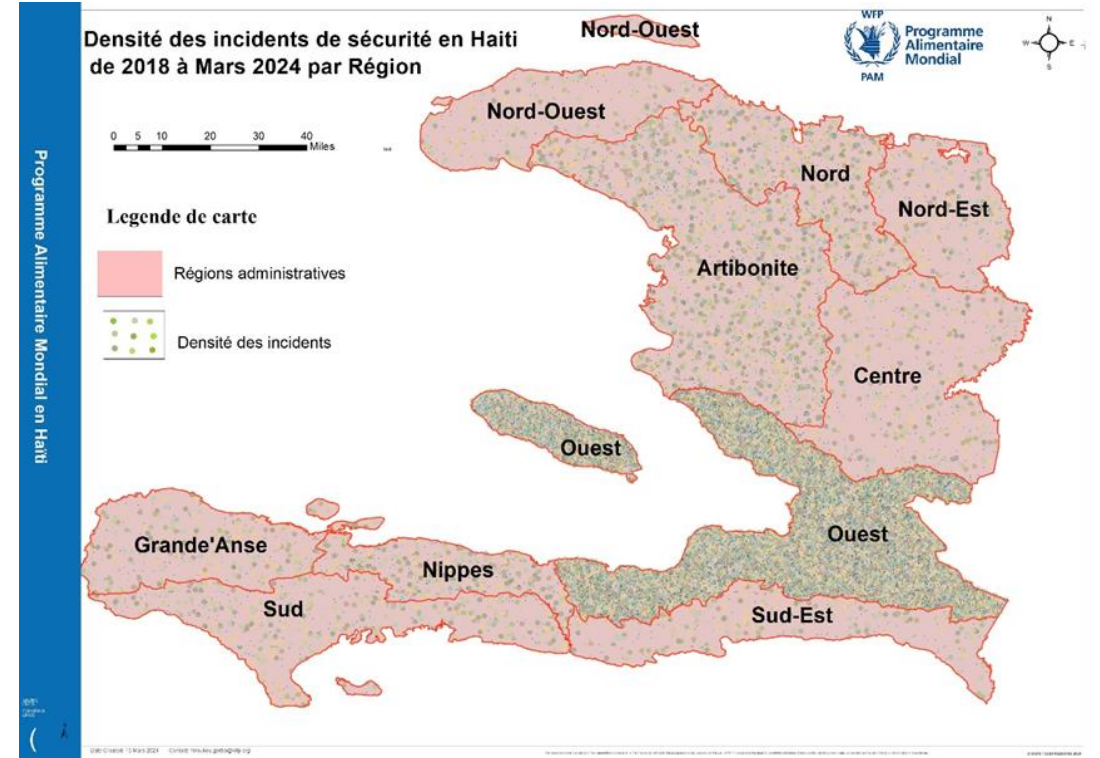 Densité des incidents de sécurité en Haiti
de 2018 à Mars 2024 par Région
WFP
PAM
Programme
Alimentaire
Mondial
N
W
E
S
0 5 10 20 30 40
Miles
Legende de carte
Régions administratives
Densité des incidents
Programme Alimentaire Mondial en Haïti
Nord-Ouest
Nord-Ouest
Nord
Nord-Est
Artibonite
Centre
Ouest
Ouest
Grande'Anse
Nippes
Sud
Sud-Est